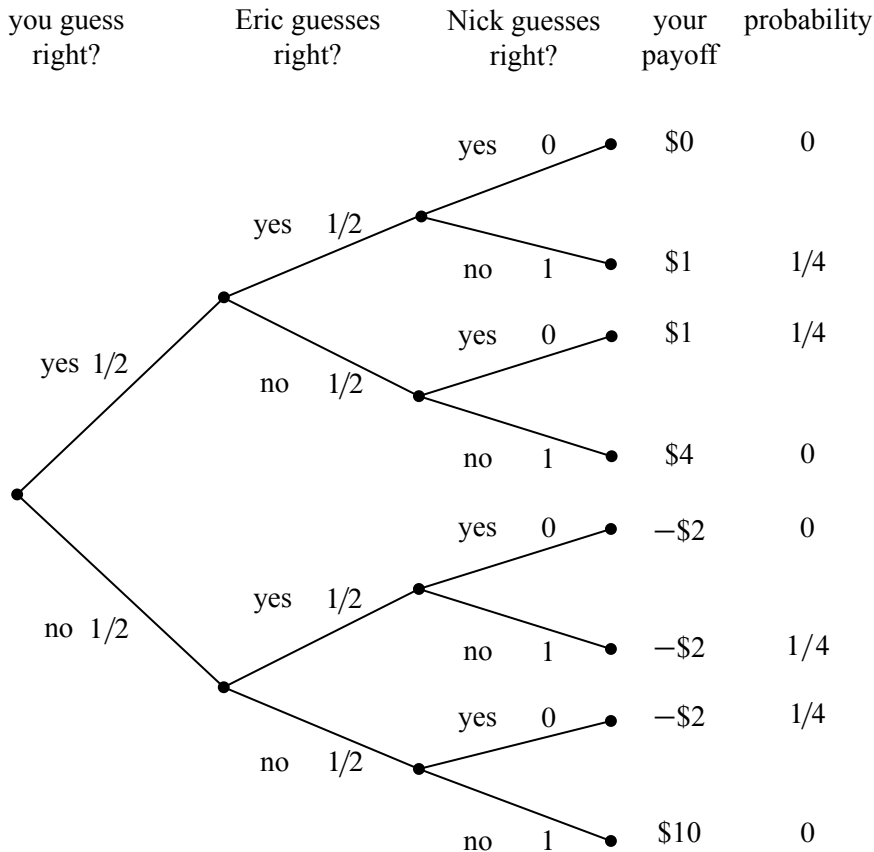 you guess right?
Eric guesses right?
Nick guesses right?
your payoff
probability
yes 0 $0 0
yes 1/2
no 1 $1 1/4
yes 0 $1 1/4
yes 1/2
no 1/2
no 1 $4 0
yes 0 −$2 0
yes 1/2
no 1/2
no 1 −$2 1/4
yes 0 −$2 1/4
no 1/2
no 1 $10 0